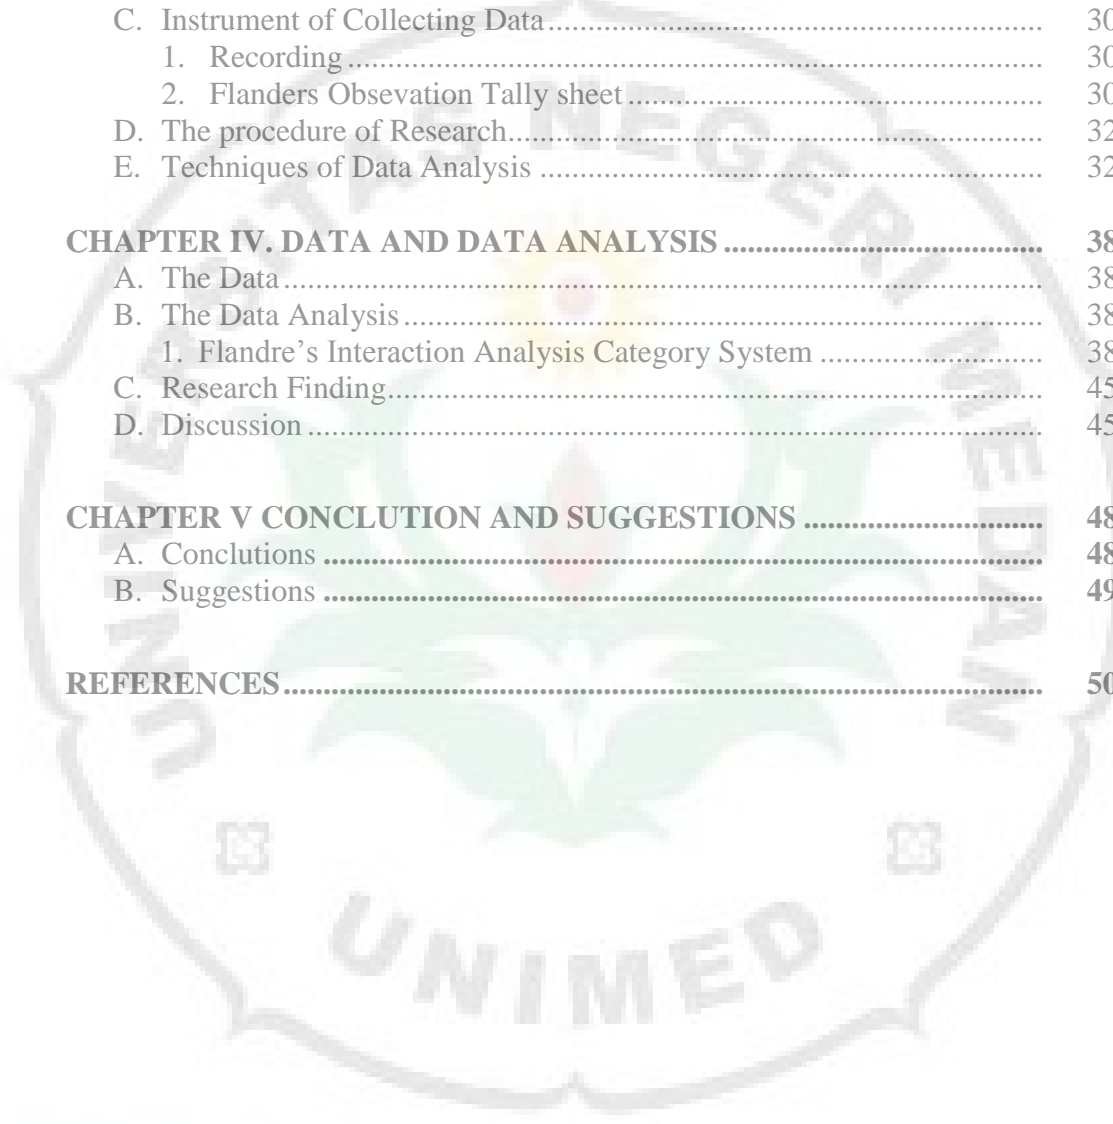 C. Instrument of Collecting Data 30
1. Recording 30
2. Flanders Obsevation Tally sheet 30
D. The procedure of Research 32
E. Techniques of Data Analysis 32
CHAPTER IV. DATA AND DATA ANALYSIS 38
A. The Data 38
B. The Data Analysis 38
1. Flandre’s Interaction Analysis Category System 38
C. Research Finding 45
D. Discussion 45
CHAPTER V CONCLUTION AND SUGGESTIONS 48
A. Conclutions 48
B. Suggestions 49
REFERENCES 50
UNIVERSITAS NEGERI MEDAN
UNIMED